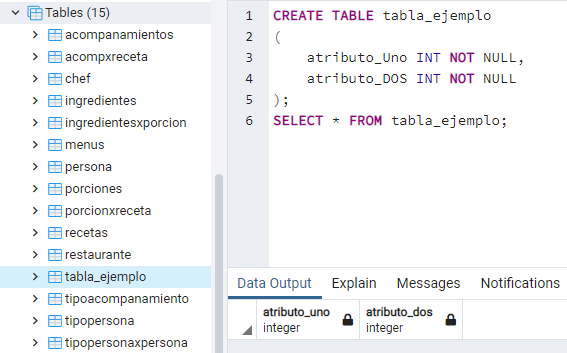 Tables (15)
acompanamientos
acompxreceta
chef
ingredientes
ingredientesxporcion
menus
persona
porciones
porcionxreceta
recetas
restaurante
tabla_ejemplo
tipoacompanamiento
tipopersona
tipopersonaxpersona
1 CREATE TABLE tabla_ejemplo
2 (
3 atributo_Uno INT NOT NULL,
4 atributo_DOS INT NOT NULL
5 );
6 SELECT * FROM tabla_ejemplo;
Data Output Explain Messages Notifications
atributo_uno atributo_dos
integer integer